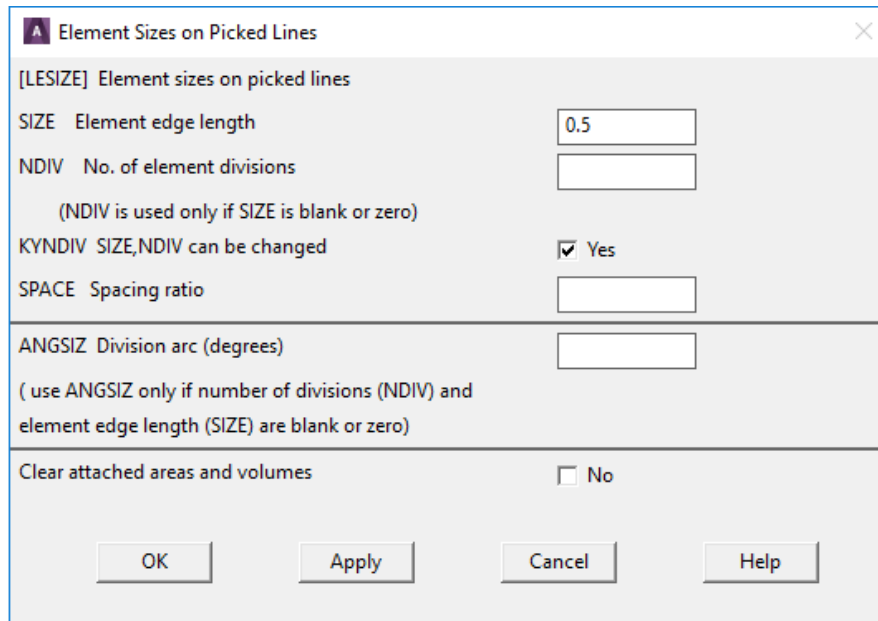 Element Sizes on Picked Lines
[LESIZE] Element sizes on picked lines
SIZE Element edge length 0.5
NDIV No. of element divisions
(NDIV is used only if SIZE is blank or zero)
KYNDIV SIZE,NDIV can be changed Yes
SPACE Spacing ratio
ANGSIZ Division arc (degrees)
( use ANGSIZ only if number of divisions (NDIV) and
element edge length (SIZE) are blank or zero)
Clear attached areas and volumes No
OK Apply Cancel Help